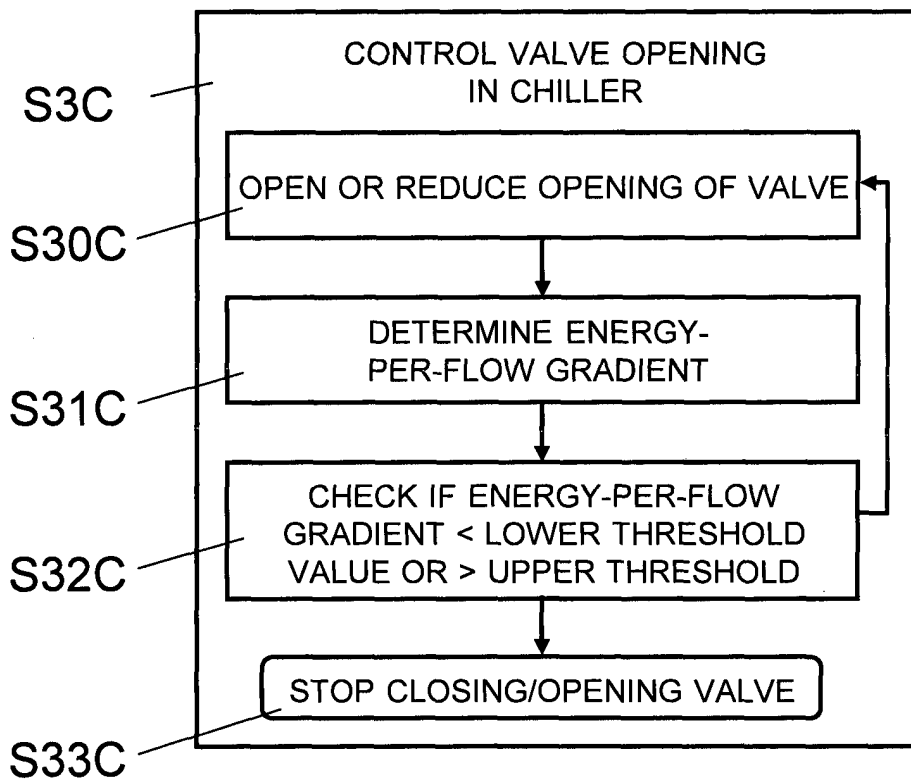 CONTROL VALVE OPENING
IN CHILLER
S3C
OPEN OR REDUCE OPENING OF VALVE
S30C
DETERMINE ENERGY-
PER-FLOW GRADIENT
S31C
CHECK IF ENERGY-PER-FLOW
GRADIENT < LOWER THRESHOLD
VALUE OR > UPPER THRESHOLD
S32C
STOP CLOSING/OPENING VALVE
S33C